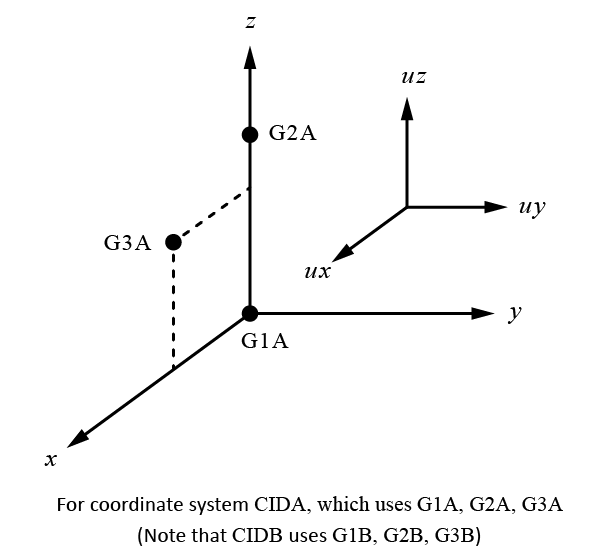 z
uz
G2A
uy
G3A
ux
y
G1A
x
For coordinate system CIDA, which uses G1A, G2A, G3A
(Note that CIDB uses G1B, G2B, G3B)